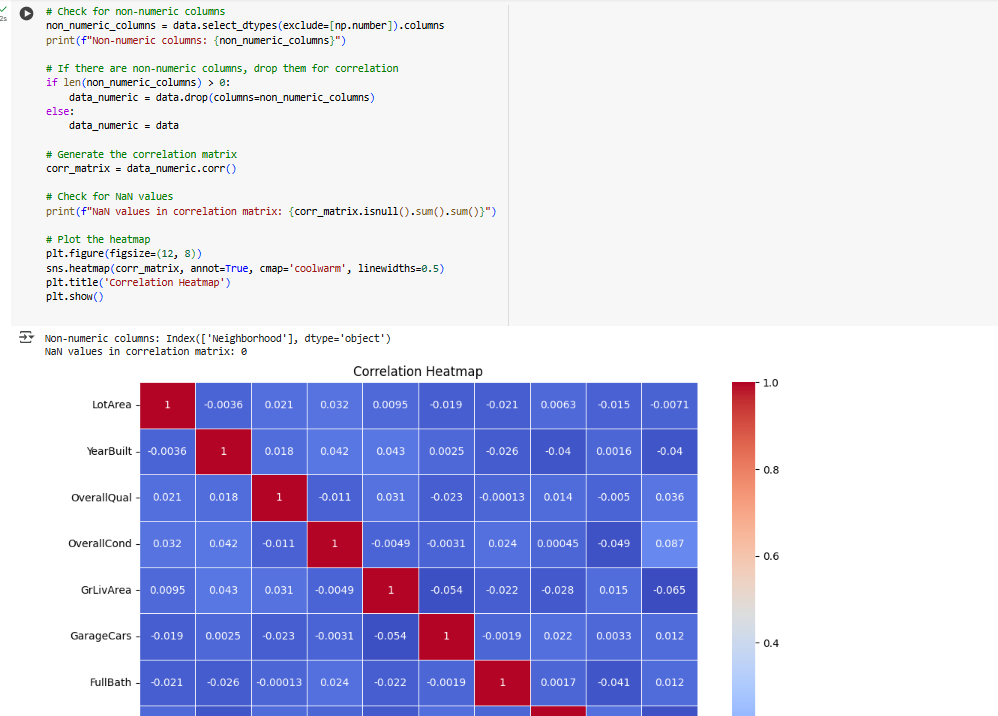 2s
# Check for non-numeric columns
non_numeric_columns = data.select_dtypes(exclude=[np.number]).columns
print(f"Non-numeric columns: {non_numeric_columns}")
# If there are non-numeric columns, drop them for correlation
if len(non_numeric_columns) > 0:
    data_numeric = data.drop(columns=non_numeric_columns)
else:
    data_numeric = data
# Generate the correlation matrix
corr_matrix = data_numeric.corr()
# Check for NaN values
print(f"NaN values in correlation matrix: {corr_matrix.isnull().sum().sum()}")
# Plot the heatmap
plt.figure(figsize=(12, 8))
sns.heatmap(corr_matrix, annot=True, cmap='coolwarm', linewidths=0.5)
plt.title('Correlation Heatmap')
plt.show()
Non-numeric columns: Index(['Neighborhood'], dtype='object')
NaN values in correlation matrix: 0
Correlation Heatmap
LotArea 1 -0.0036 0.021 0.032 0.0095 -0.019 -0.021 0.0063 -0.015 -0.0071
YearBuilt -0.0036 1 0.018 0.042 0.043 0.0025 -0.026 -0.04 0.0016 -0.04
OverallQual 0.021 0.018 1 -0.011 0.031 -0.023 -0.00013 0.014 -0.005 0.036
OverallCond 0.032 0.042 -0.011 1 -0.0049 -0.0031 0.024 0.00045 -0.049 0.087
GrLivArea 0.0095 0.043 0.031 -0.0049 1 -0.054 -0.022 -0.028 0.015 -0.065
GarageCars -0.019 0.0025 -0.023 -0.0031 -0.054 1 -0.0019 0.022 0.0033 0.012
FullBath -0.021 -0.026 -0.00013 0.024 -0.022 -0.0019 1 0.0017 -0.041 0.012
1.0
0.8
0.6
0.4